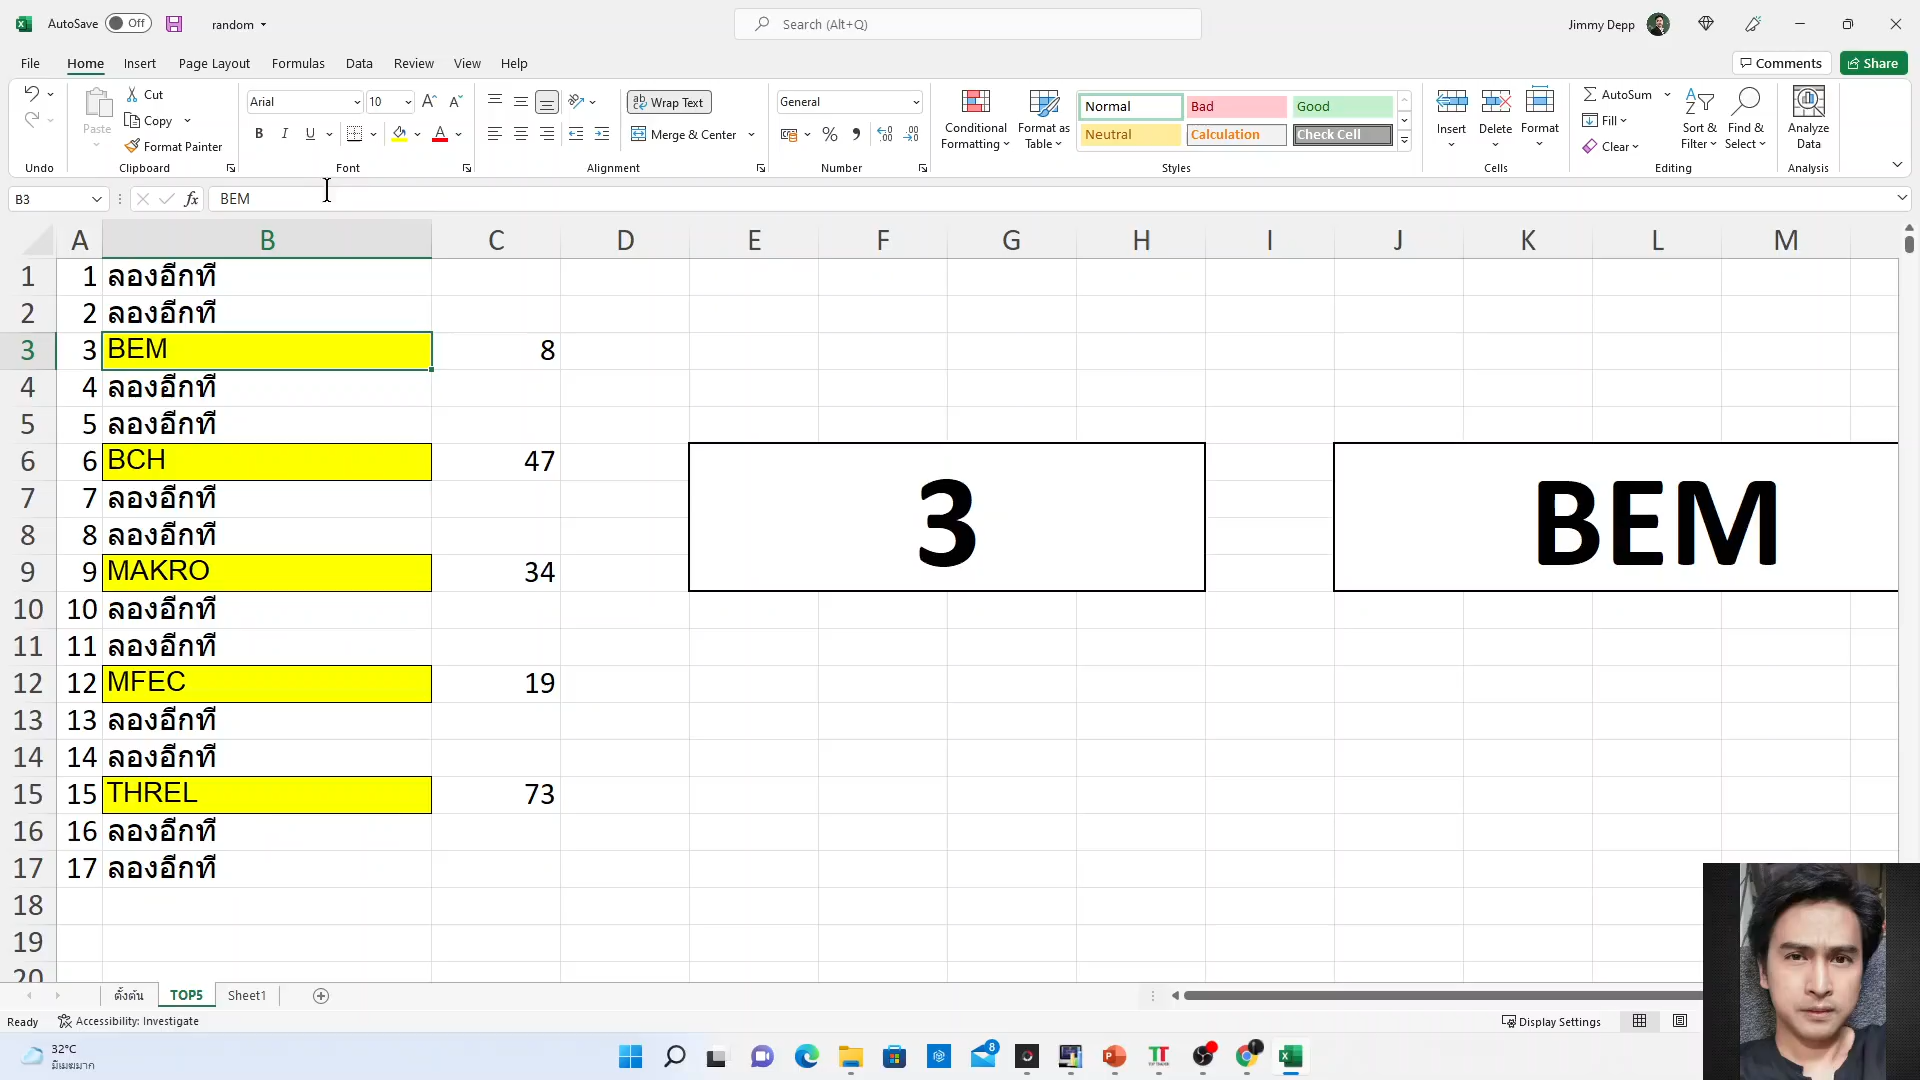 AutoSave Off random Search (Alt+Q) Jimmy Depp
File Home Insert Page Layout Formulas Data Review View Help Comments Share
Paste Cut Copy Format Painter
Arial 10
B I U A
Wrap Text
Merge & Center
General
Conditional Formatting
Format as Table
Normal Bad Good
Neutral Calculation Check Cell
Insert Delete Format
AutoSum
Fill
Clear
Sort & Filter
Find & Select
Analyze Data
Undo Clipboard Font Alignment Number Styles Cells Editing Analysis
B3 fx BEM
A B C D E F G H I J K L M
1 1 ลองอีกที
2 2 ลองอีกที
3 3 BEM 8
4 4 ลองอีกที
5 5 ลองอีกที
6 6 BCH 47
7 7 ลองอีกที
8 8 ลองอีกที
3 BEM
9 9 MAKRO 34
10 10 ลองอีกที
11 11 ลองอีกที
12 12 MFEC 19
13 13 ลองอีกที
14 14 ลองอีกที
15 15 THREL 73
16 16 ลองอีกที
17 17 ลองอีกที
18
19
20
ตั้งต้น TOP5 Sheet1
Ready Accessibility: Investigate Display Settings
32°C
มีเมฆมาก
8